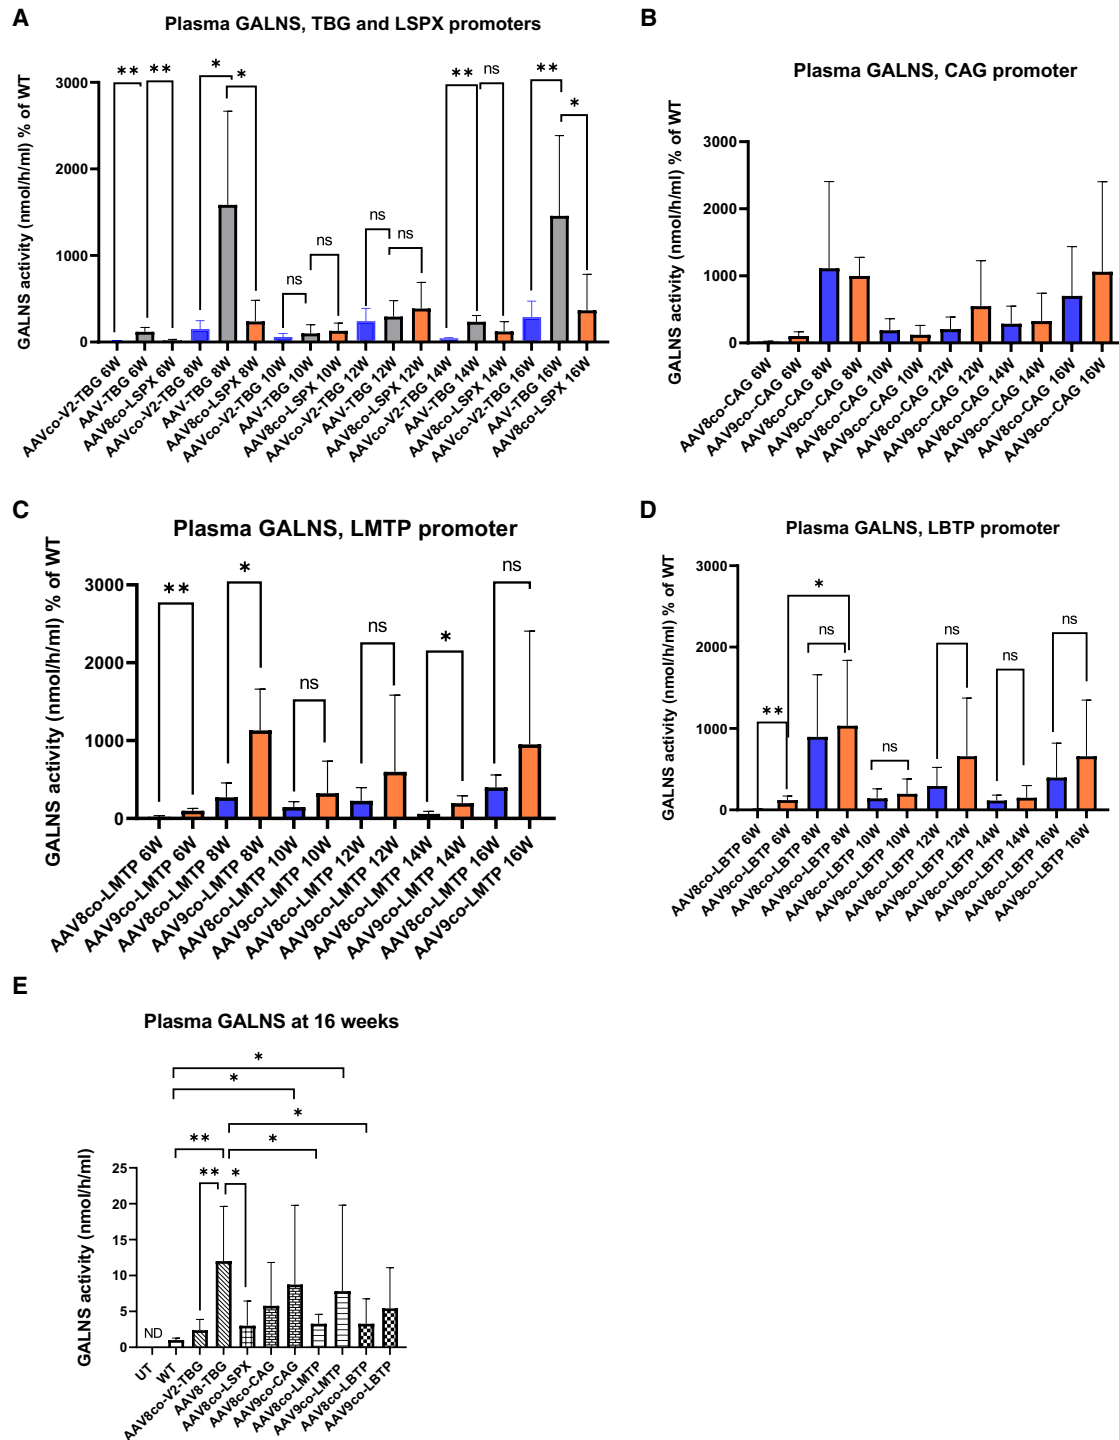 A
Plasma GALNS, TBG and LSPX promoters
GALNS activity (nmol/h/ml) % of WT
3000
2000
1000
0
** ** * * ns ns ns ** ns ** *
AAVco-V2-TBG 6W
AAV-TBG 6W
AAV8co-LSPX 6W
AAVco-V2-TBG 8W
AAV-TBG 8W
AAV8co-LSPX 8W
AAVco-V2-TBG 10W
AAV-TBG 10W
AAV8co-LSPX 10W
AAVco-V2-TBG 12W
AAV-TBG 12W
AAV8co-LSPX 12W
AAVco-V2-TBG 14W
AAV-TBG 14W
AAV8co-LSPX 14W
AAVco-V2-TBG 16W
AAV-TBG 16W
AAV8co-LSPX 16W
B
Plasma GALNS, CAG promoter
GALNS activity (nmol/h/ml) % of WT
3000
2000
1000
0
AAV8co-CAG 6W
AAV9co--CAG 6W
AAV8co-CAG 8W
AAV9co--CAG 8W
AAV8co-CAG 10W
AAV9co--CAG 10W
AAV8co-CAG 12W
AAV9co--CAG 12W
AAV8co-CAG 14W
AAV9co--CAG 14W
AAV8co-CAG 16W
AAV9co--CAG 16W
C
Plasma GALNS, LMTP promoter
GALNS activity (nmol/h/ml) % of WT
3000
2000
1000
0
** * ns ns * ns
AAV8co-LMTP 6W
AAV9co-LMTP 6W
AAV8co-LMTP 8W
AAV9co-LMTP 8W
AAV8co-LMTP 10W
AAV9co-LMTP 10W
AAV8co-LMTP 12W
AAV9co-LMTP 12W
AAV8co-LMTP 14W
AAV9co-LMTP 14W
AAV8co-LMTP 16W
AAV9co-LMTP 16W
D
Plasma GALNS, LBTP promoter
GALNS activity (nmol/h/ml) % of WT
3000
2000
1000
0
** * ns ns ns ns ns
AAV8co-LBTP 6W
AAV9co-LBTP 6W
AAV8co-LBTP 8W
AAV9co-LBTP 8W
AAV8co-LBTP 10W
AAV9co-LBTP 10W
AAV8co-LBTP 12W
AAV9co-LBTP 12W
AAV8co-LBTP 14W
AAV9co-LBTP 14W
AAV8co-LBTP 16W
AAV9co-LBTP 16W
E
Plasma GALNS at 16 weeks
GALNS activity (nmol/h/ml)
*
*
*
** *
** *
25
20
15
10
5
0
ND
UT
WT
AAV8co-V2-TBG
AAV8-TBG
AAV8co-LSPX
AAV8co-CAG
AAV9co-CAG
AAV8co-LMTP
AAV9co-LMTP
AAV8co-LBTP
AAV9co-LBTP